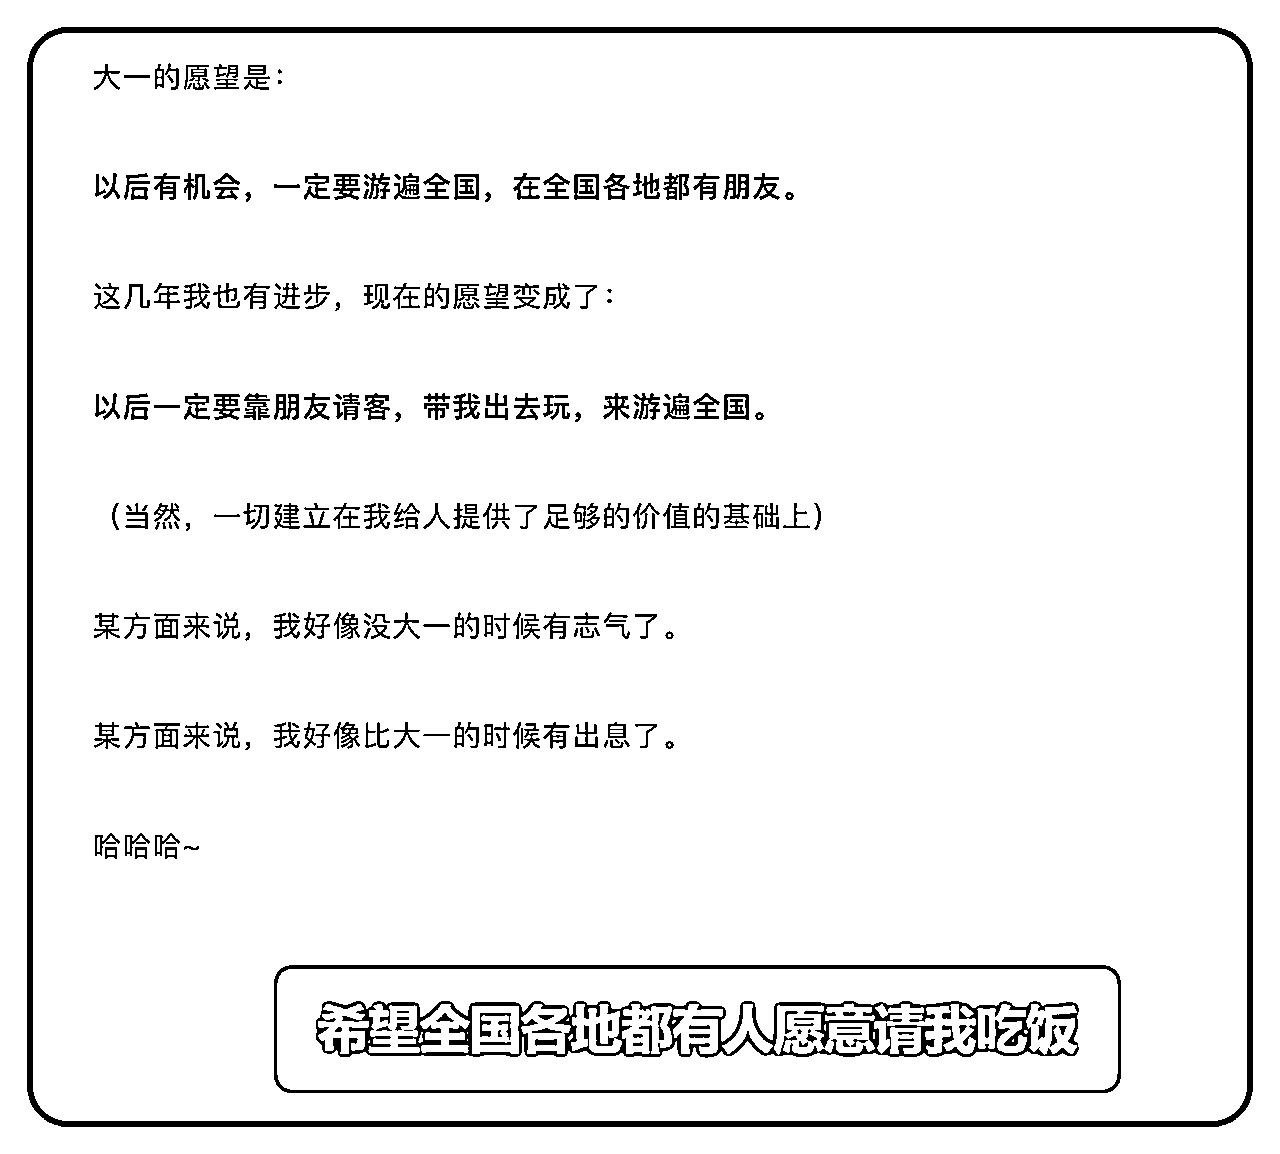 大一的愿望是：
以后有机会，一定要游遍全国，在全国各地都有朋友。
这几年我也有进步，现在的愿望变成了：
以后一定要靠朋友请客，带我出去玩，来游遍全国。
（当然，一切建立在我给人提供了足够的价值的基础上）
某方面来说，我好像没大一的时候有志气了。
某方面来说，我好像比大一的时候有出息了。
哈哈哈~
希望全国各地都有人愿意请我吃饭